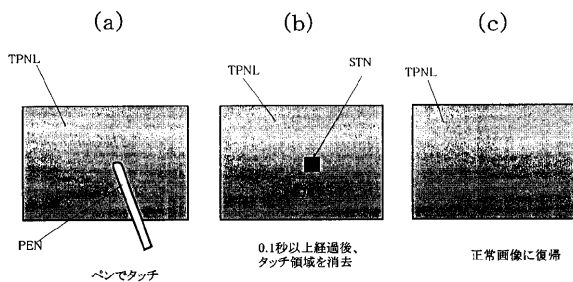 (a)
(b)
(c)
TPNL
TPNL
STN
TPNL
PEN
ペンでタッチ
0.1秒以上経過後、
タッチ領域を消去
正常画像に復帰